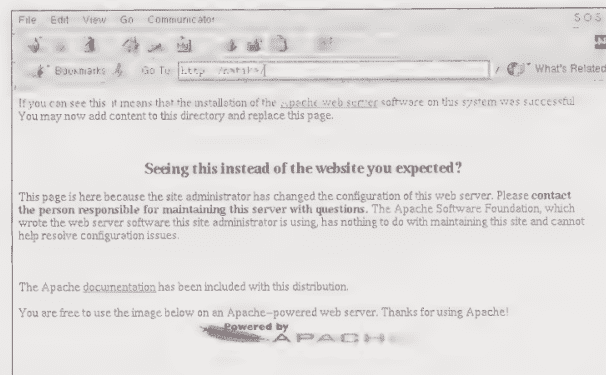 File Edit View Go Communicator
Bookmarks Go To: http
What's Related
If you can see this it means that the installation of the Apache web server software on this system was successful
You may now add content to this directory and replace this page.
Seeing this instead of the website you expected?
This page is here because the site administrator has changed the configuration of this web server. Please contact
the person responsible for maintaining this server with questions. The Apache Software Foundation, which
wrote the web server software this site administrator is using, has nothing to do with maintaining this site and cannot
help resolve configuration issues.
The Apache documentation has been included with this distribution.
You are free to use the image below on an Apache-powered web server. Thanks for using Apache!
Powered by
APACHE